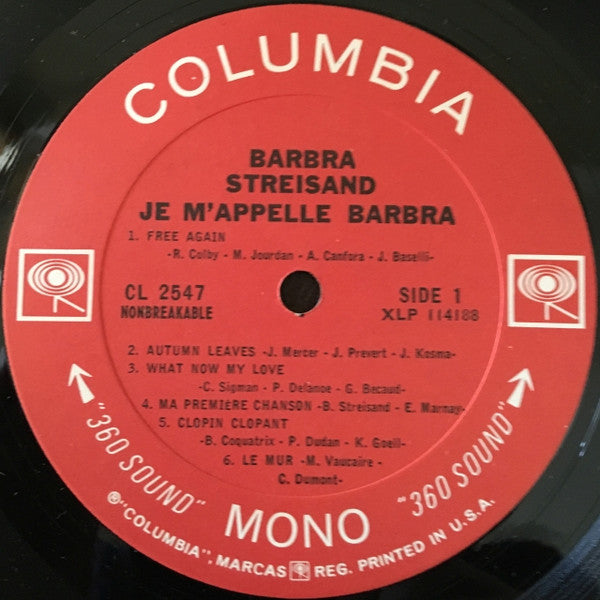 COLUMBIA
BARBRA
STREISAND
JE M'APPELLE BARBRA
1. FREE AGAIN
-R. Colby - M. Jourdan - A. Canfora - J. Baselli-
CL 2547
NONBREAKABLE
SIDE 1
XLP 114188
2. AUTUMN LEAVES -J. Mercer - J. Prevert - J. Kosma-
3. WHAT NOW MY LOVE
-C. Sigman - P. Delanoe - G. Becaud-
4. MA PREMIÈRE CHANSON -B. Streisand - E. Marnay-
5. CLOPIN CLOPANT
-B. Coquatrix - P. Dudan - K. Goell-
6. LE MUR -M. Vaucaire -
C. Dumont-
"360 SOUND"
MONO
"360 SOUND"
Ⓡ"COLUMBIA", MARCAS REG. PRINTED IN U.S.A.